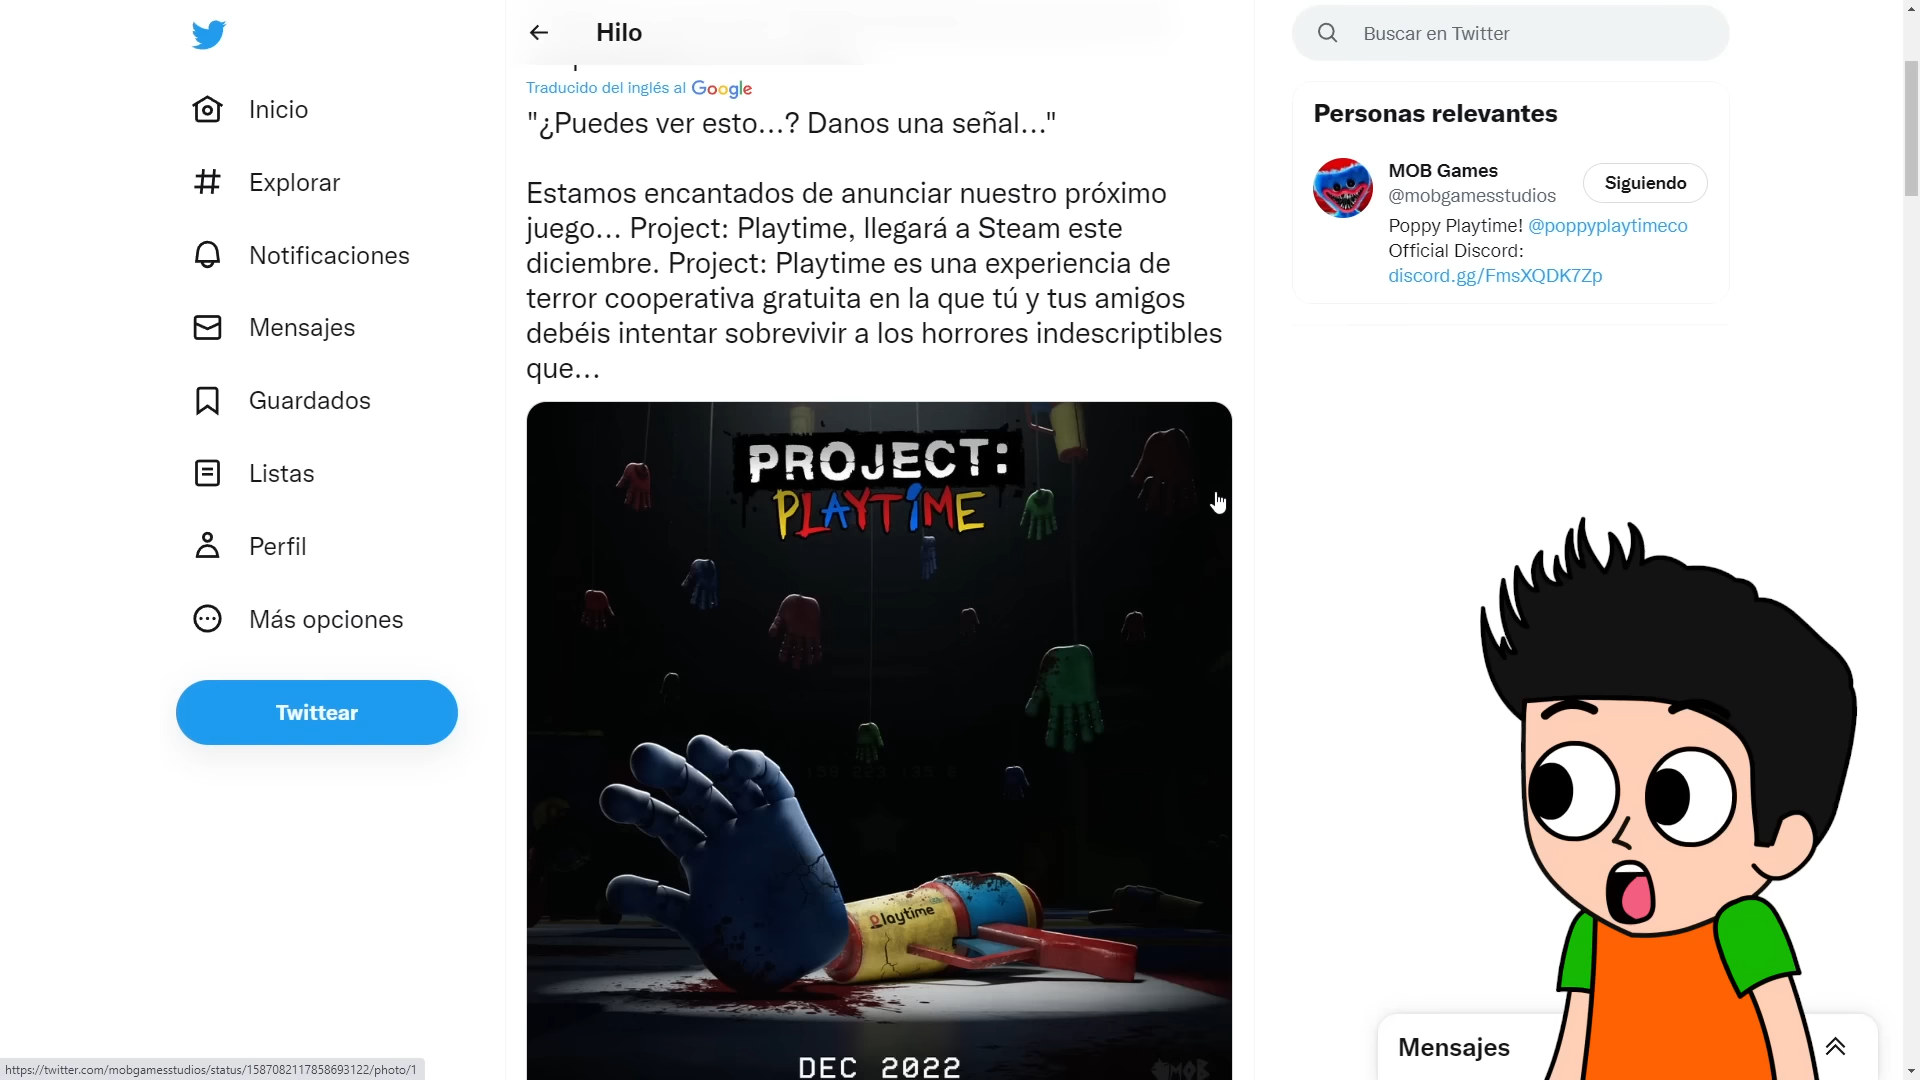 Inicio
Explorar
Notificaciones
Mensajes
Guardados
Listas
Perfil
Más opciones
Twittear
https://twitter.com/mobgamesstudios/status/1587082117858693122/photo/1
Hilo
Traducido del inglés al Google
"¿Puedes ver esto…? Danos una señal…"
Estamos encantados de anunciar nuestro próximo
juego… Project: Playtime, llegará a Steam este
diciembre. Project: Playtime es una experiencia de
terror cooperativa gratuita en la que tú y tus amigos
debéis intentar sobrevivir a los horrores indescriptibles
que…
PROJECT:
PLAYTIME
Playtime
DEC 2022
MOB
Buscar en Twitter
Personas relevantes
MOB Games
@mobgamesstudios
Siguiendo
Poppy Playtime! @poppyplaytimeco
Official Discord:
discord.gg/FmsXQDK7Zp
Mensajes